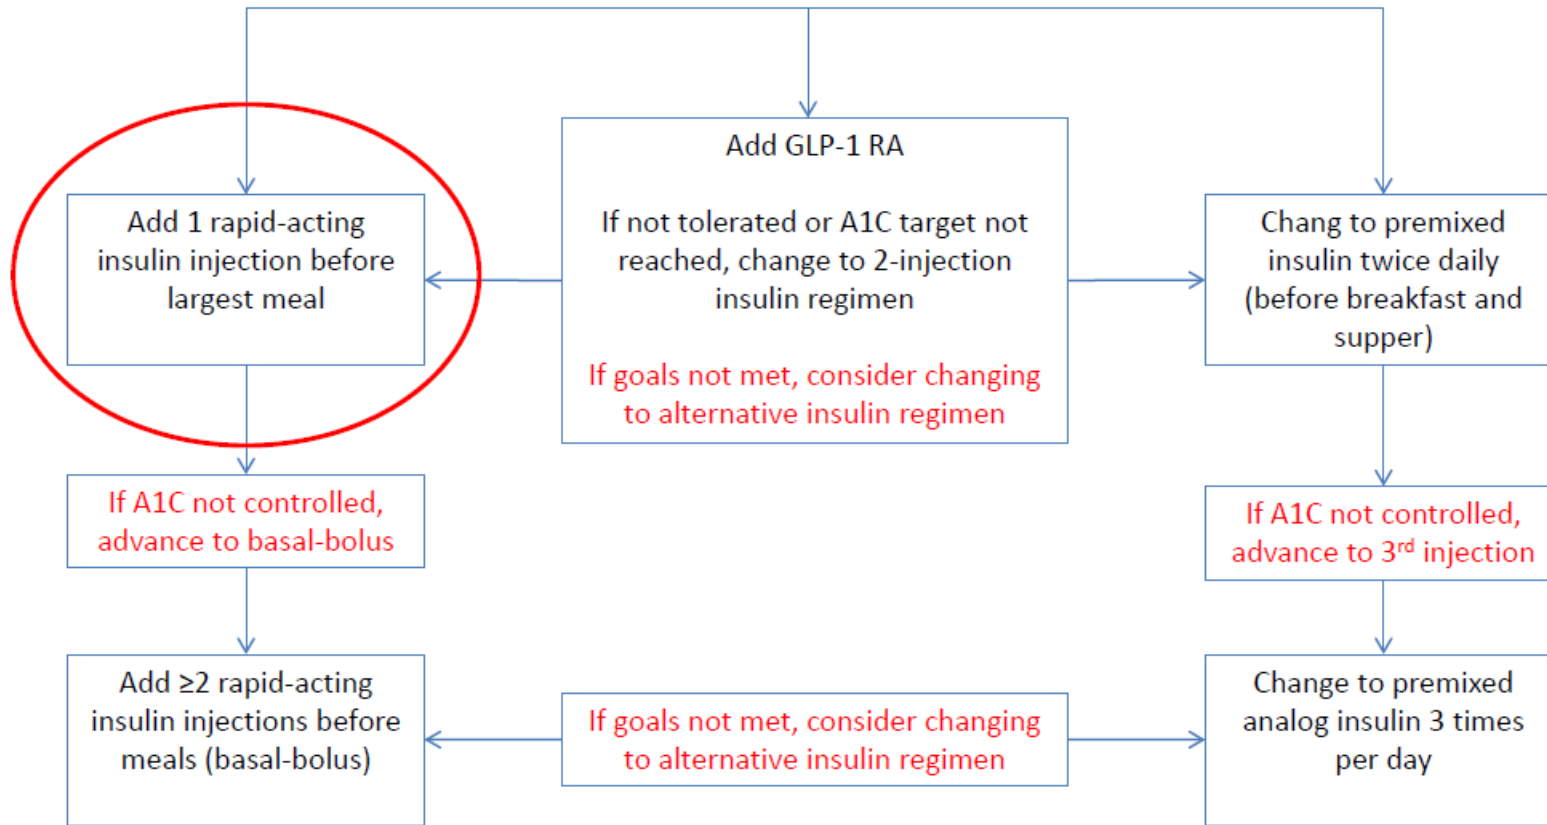 Add GLP-1 RA
If not tolerated or A1C target not
reached, change to 2-injection
insulin regimen
If goals not met, consider changing
to alternative insulin regimen
Add 1 rapid-acting
insulin injection before
largest meal
Chang to premixed
insulin twice daily
(before breakfast and
supper)
If A1C not controlled,
advance to basal-bolus
If A1C not controlled,
advance to 3rd injection
Add ≥2 rapid-acting
insulin injections before
meals (basal-bolus)
If goals not met, consider changing
to alternative insulin regimen
Change to premixed
analog insulin 3 times
per day